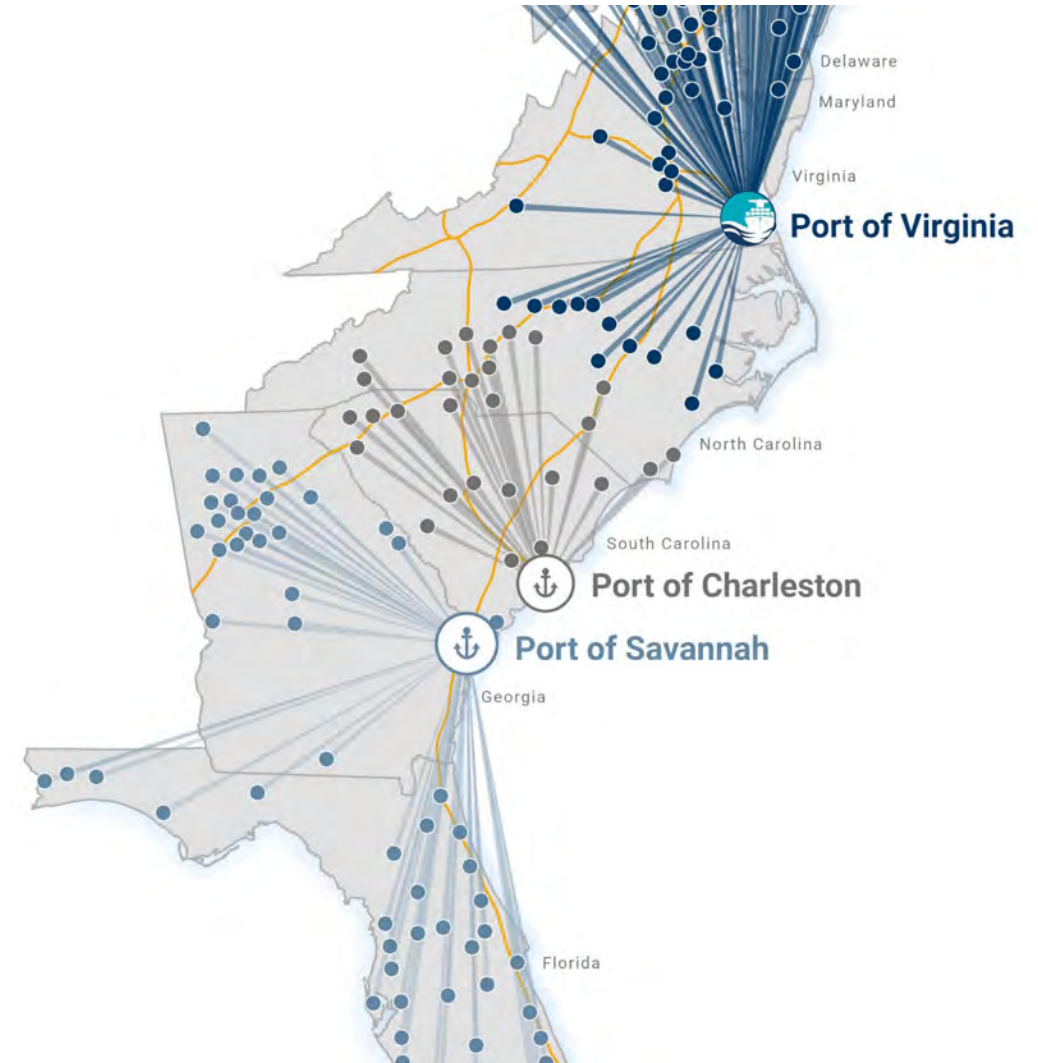 Delaware
Maryland
Virginia
Port of Virginia
North Carolina
South Carolina
Port of Charleston
Port of Savannah
Georgia
Florida